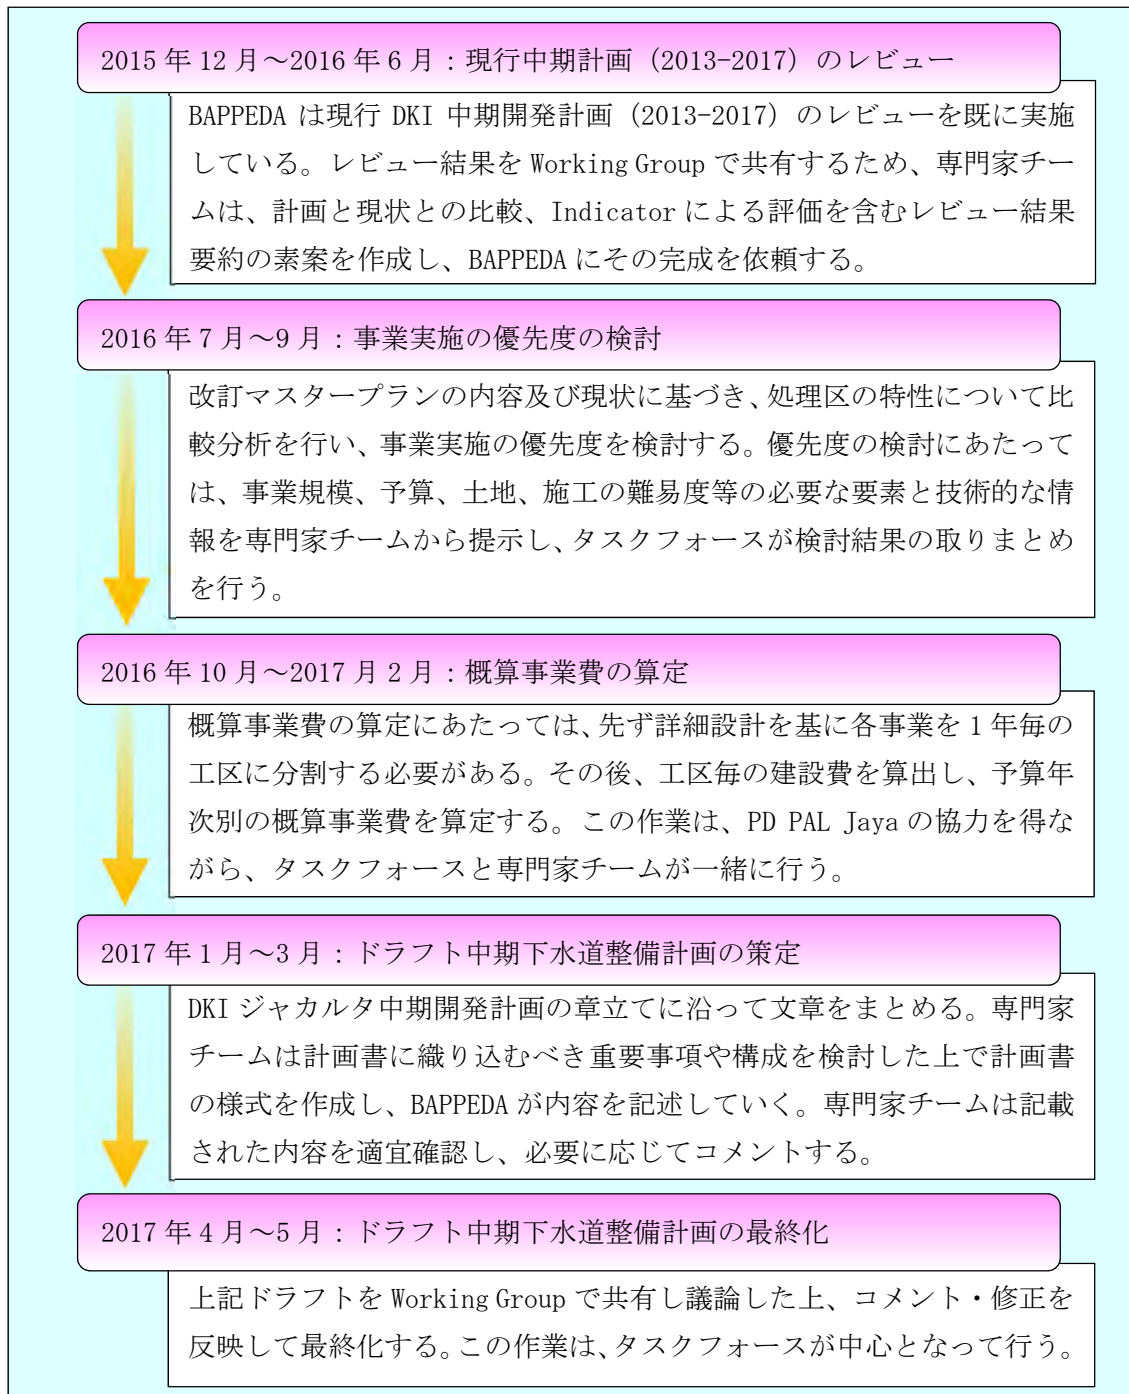 2015 年 12 月～2016 年 6 月：現行中期計画（2013-2017）のレビュー
BAPPEDA は現行 DKI 中期開発計画（2013-2017）のレビューを既に実施
している。レビュー結果を Working Group で共有するため、専門家チー
ムは、計画と現状との比較、Indicator による評価を含むレビュー結果
要約の素案を作成し、BAPPEDA にその完成を依頼する。
2016 年 7 月～9 月：事業実施の優先度の検討
改訂マスタープランの内容及び現状に基づき、処理区の特性について比
較分析を行い、事業実施の優先度を検討する。優先度の検討にあたって
は、事業規模、予算、土地、施工の難易度等の必要な要素と技術的な情
報を専門家チームから提示し、タスクフォースが検討結果の取りまとめ
を行う。
2016 年 10 月～2017 月 2 月：概算事業費の算定
概算事業費の算定にあたっては、先ず詳細設計を基に各事業を 1 年毎の
工区に分割する必要がある。その後、工区毎の建設費を算出し、予算年
次別の概算事業費を算定する。この作業は、PD PAL Jaya の協力を得な
がら、タスクフォースと専門家チームが一緒に行う。
2017 年 1 月～3 月：ドラフト中期下水道整備計画の策定
DKI ジャカルタ中期開発計画の章立てに沿って文章をまとめる。専門家
チームは計画書に織り込むべき重要事項や構成を検討した上で計画書
の様式を作成し、BAPPEDA が内容を記述していく。専門家チームは記載
された内容を適宜確認し、必要に応じてコメントする。
2017 年 4 月～5 月：ドラフト中期下水道整備計画の最終化
上記ドラフトを Working Group で共有し議論した上、コメント・修正を
反映して最終化する。この作業は、タスクフォースが中心となって行う。